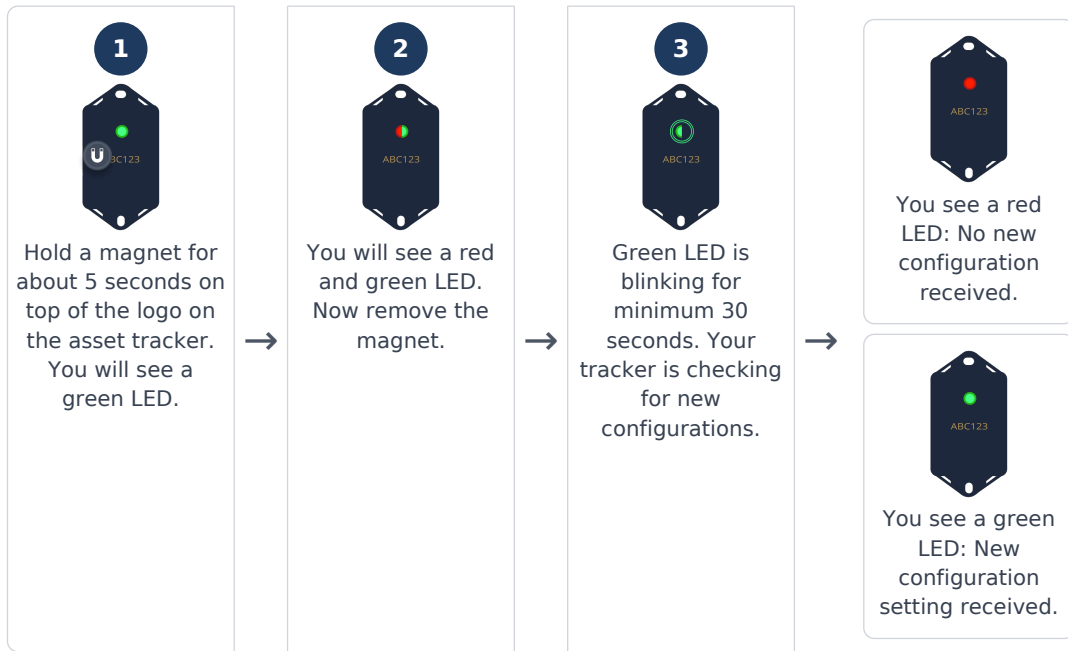 1
ABC123
Hold a magnet for
about 5 seconds on
top of the logo on
the asset tracker.
You will see a
green LED.
→
2
ABC123
You will see a red
and green LED.
Now remove the
magnet.
→
3
ABC123
Green LED is
blinking for
minimum 30
seconds. Your
tracker is checking
for new
configurations.
→
ABC123
You see a red
LED: No new
configuration
received.
ABC123
You see a green
LED: New
configuration
setting received.